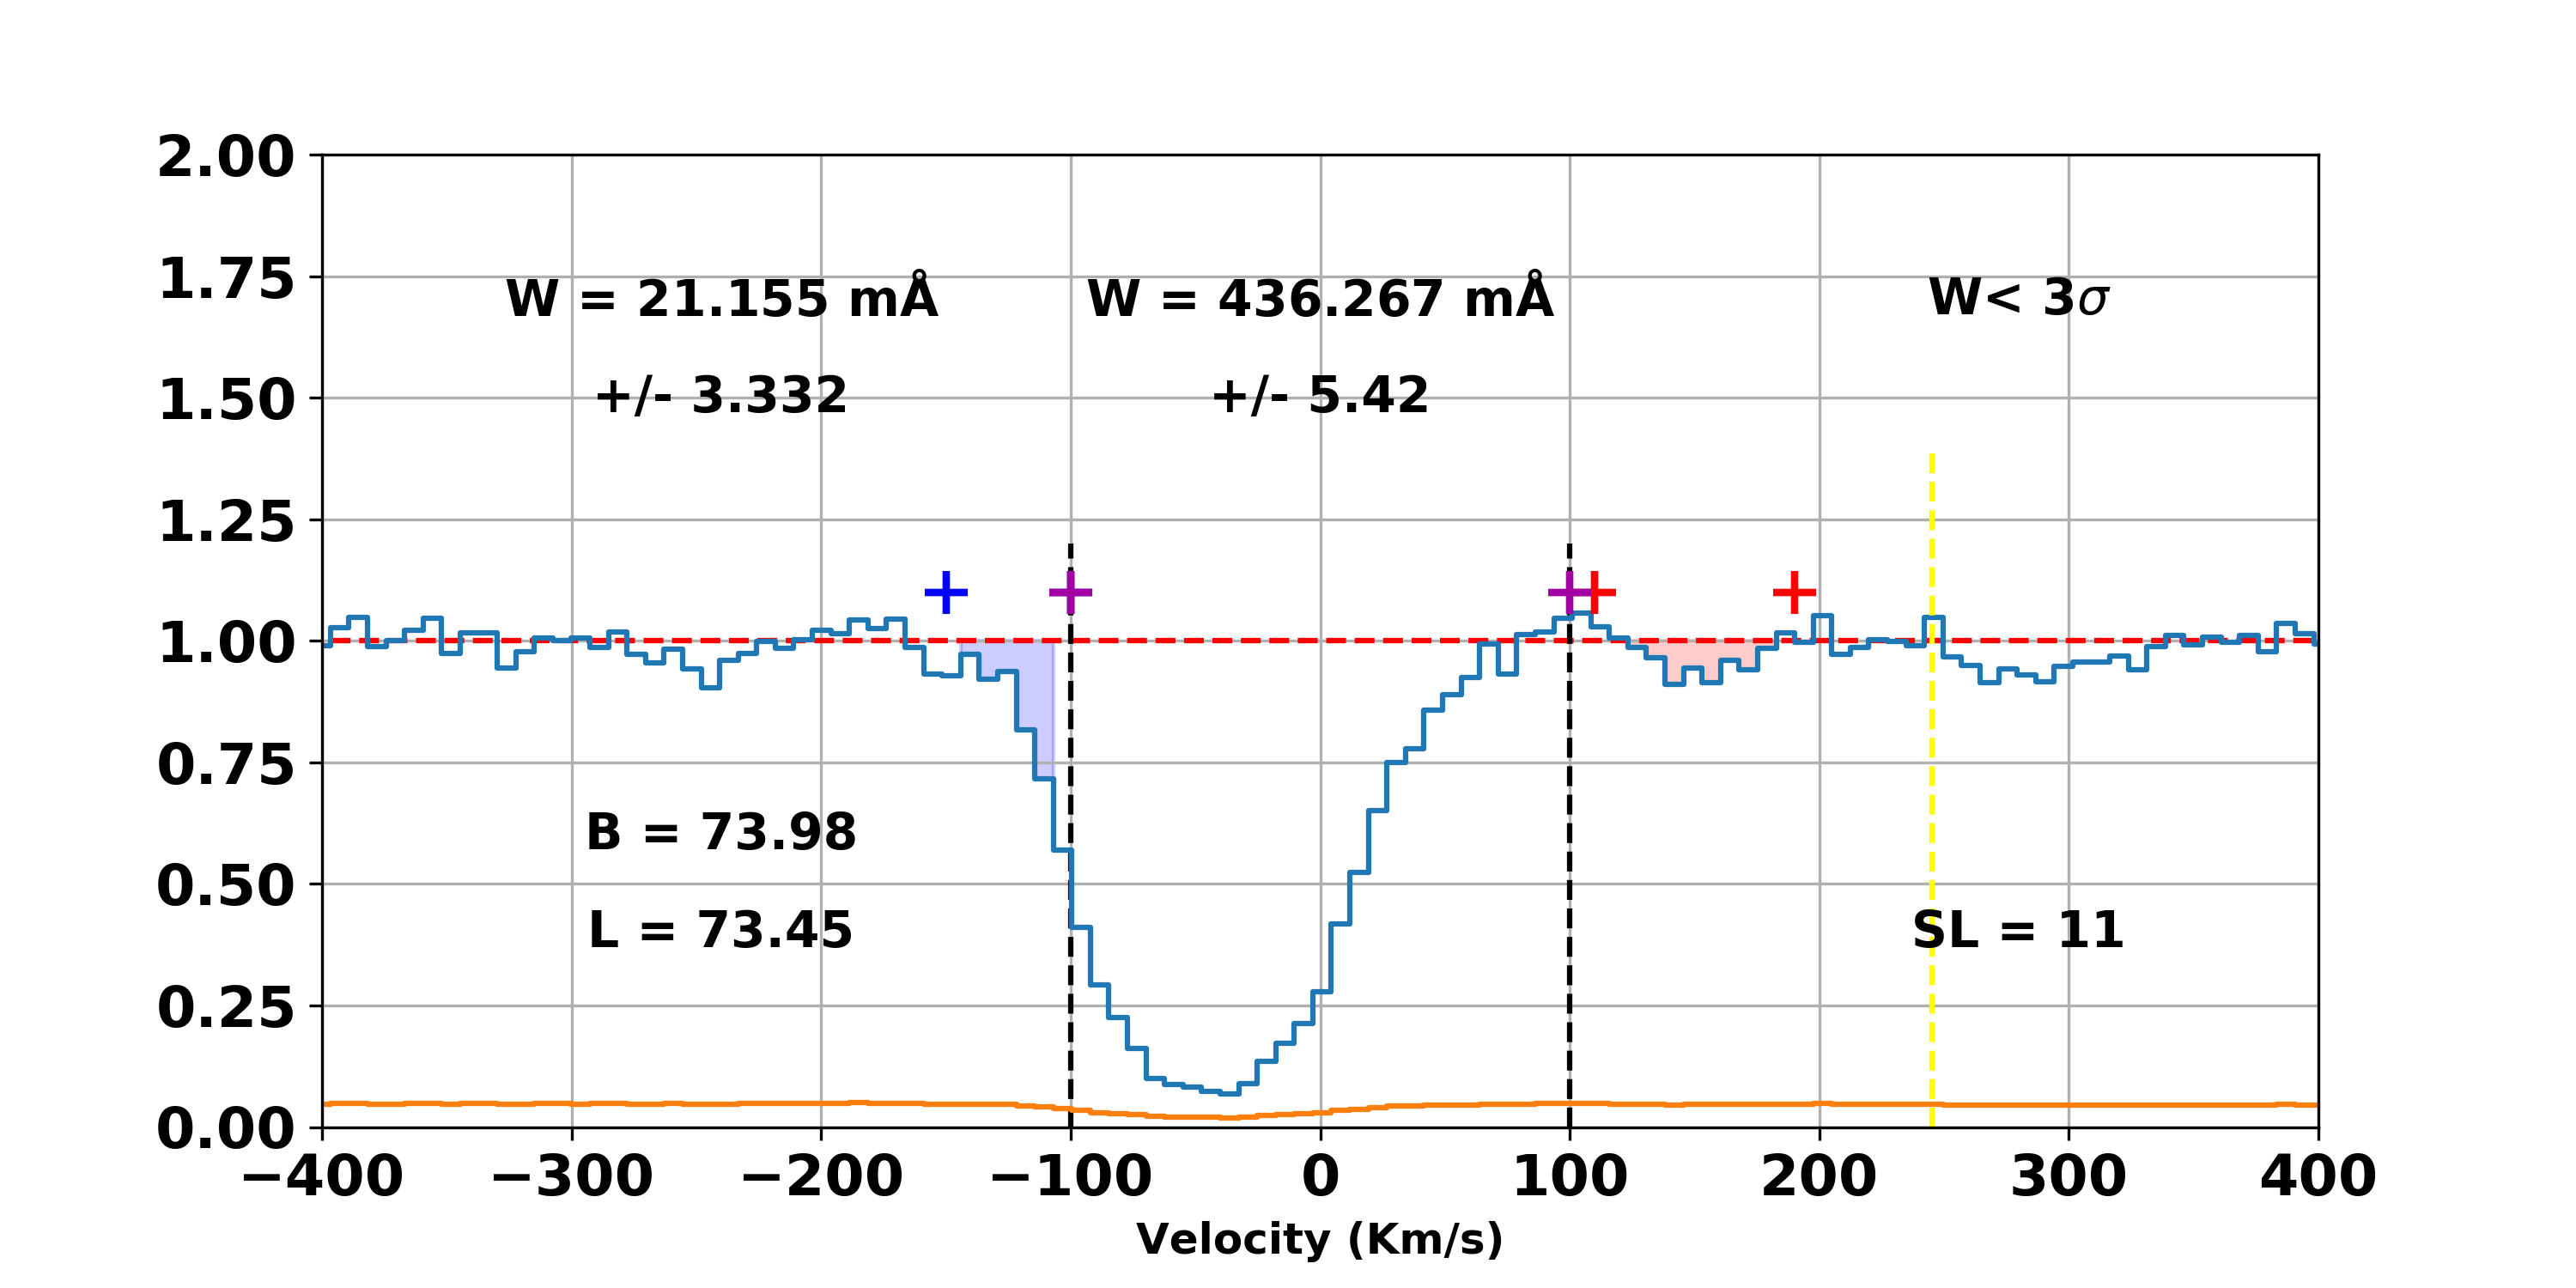 2.00
1.75
1.50
1.25
1.00
0.75
0.50
0.25
0.00
W = 21.155 mÅ
+/- 3.332
W = 436.267 mÅ
+/- 5.42
W< 3σ
B = 73.98
L = 73.45
SL = 11
−400 −300 −200 −100 0 100 200 300 400
Velocity (Km/s)